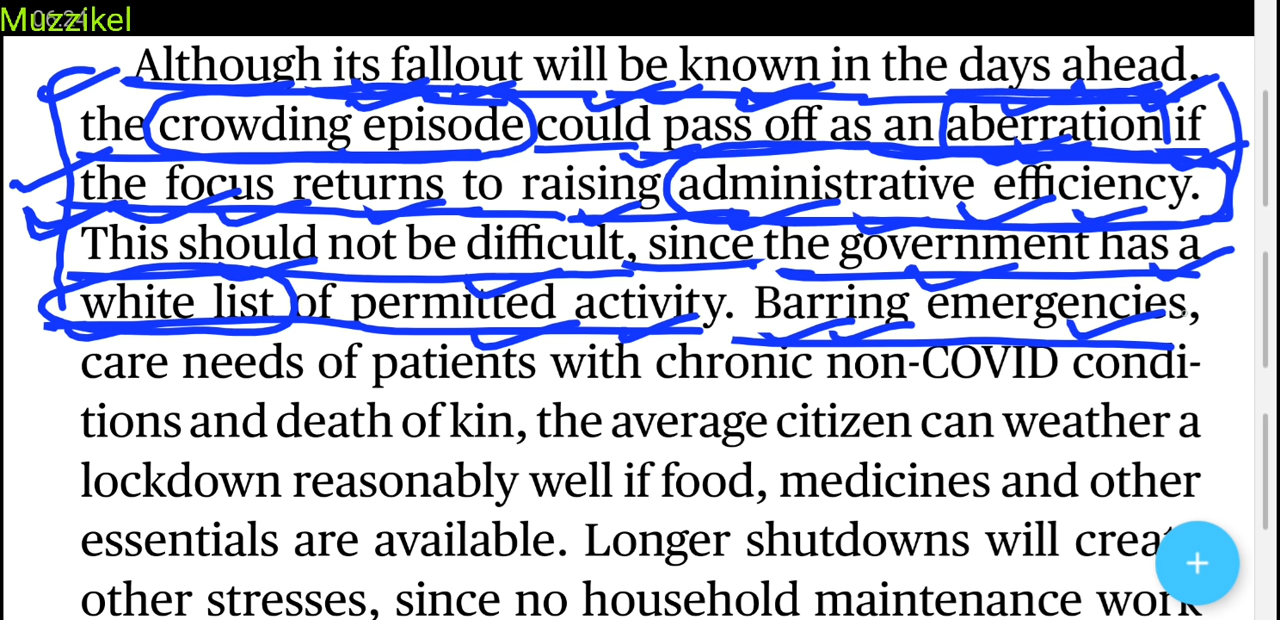 Muzzikel
06:24
Although its fallout will be known in the days ahead,
the crowding episode could pass off as an aberration if
the focus returns to raising administrative efficiency.
This should not be difficult, since the government has a
white list of permitted activity. Barring emergencies,
care needs of patients with chronic non-COVID condi-
tions and death of kin, the average citizen can weather a
lockdown reasonably well if food, medicines and other
essentials are available. Longer shutdowns will create
other stresses, since no household maintenance work
+